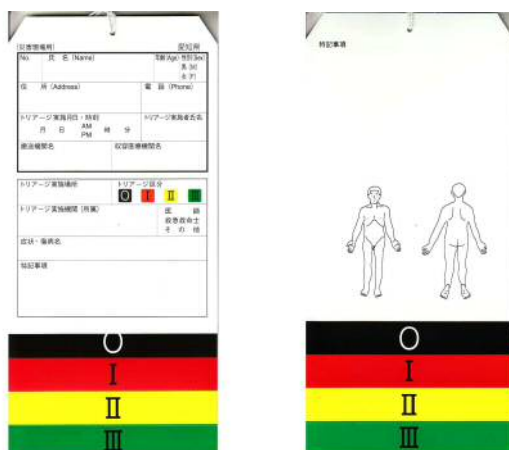 (災害現場用)
愛知県
No.
氏 名 (Name)
年齢(Age)
性別(Sex)
男 (M)
女 (F)
住 所 (Address)
電 話 (Phone)
トリアージ実施月日・時刻
月 日 AM PM 時 分
トリアージ実施者氏名
搬送機関名
収容医療機関名
トリアージ実施場所
トリアージ区分
0 I II III
トリアージ実施機関 (所属)
医 師
救急救命士
そ の 他
症状・傷病名
特記事項
0
I
II
III
特記事項
0
I
II
III